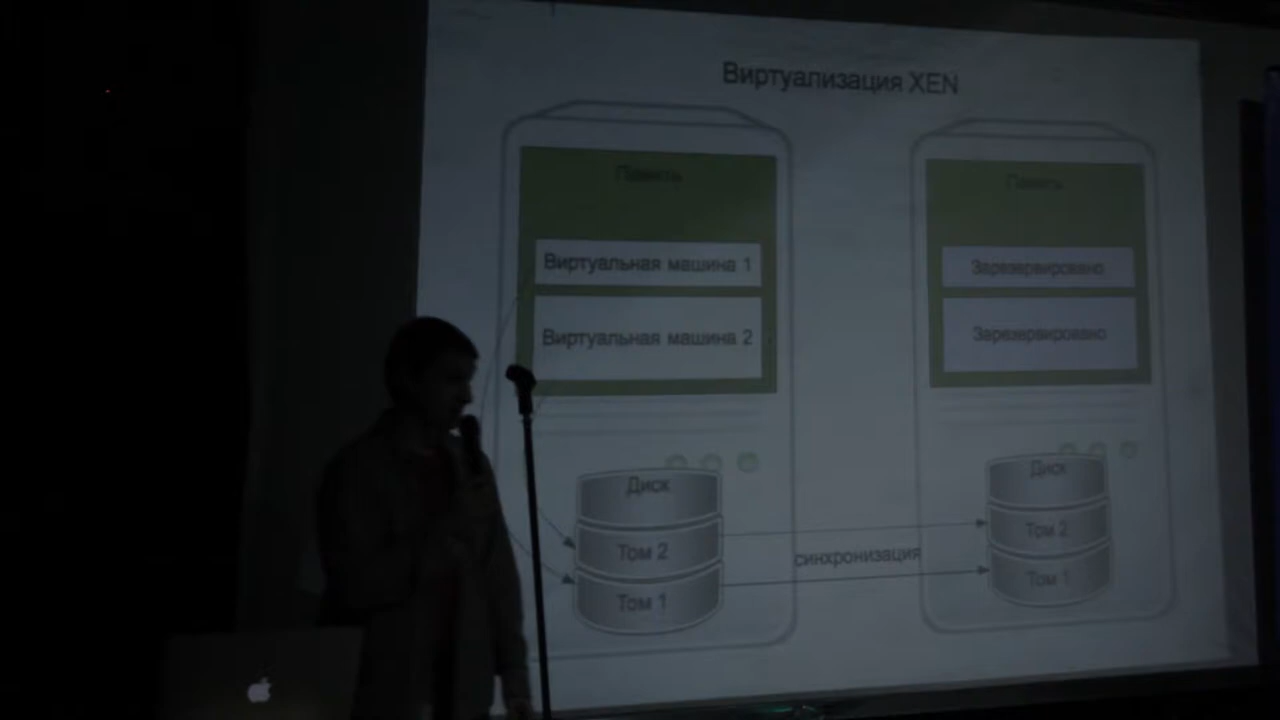 Виртуализация XEN
Память
Виртуальная машина 1
Виртуальная машина 2
Диск
Том 2
Том 1
синхронизация
Память
Зарезервировано
Зарезервировано
Диск
Том 2
Том 1